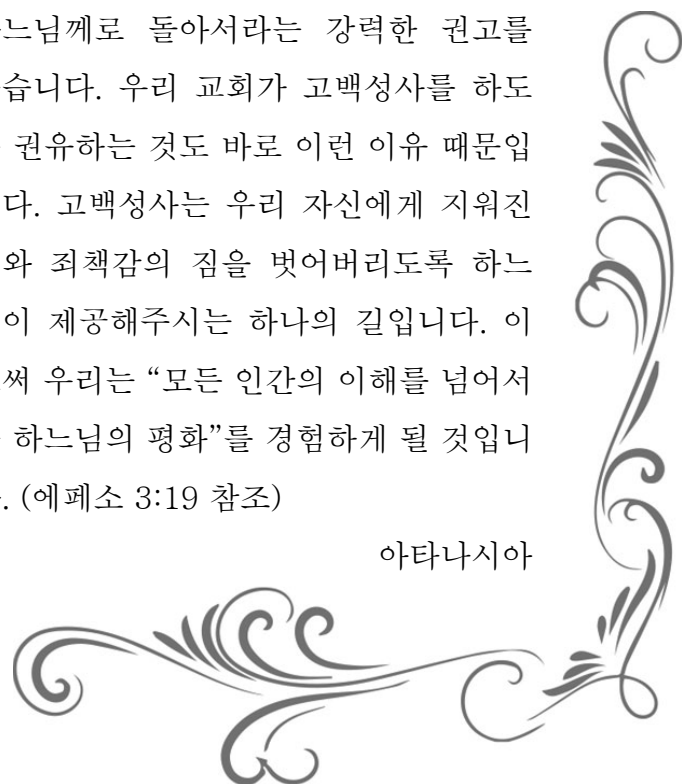 느님께로 돌아서라는 강력한 권고를
습니다. 우리 교회가 고백성사를 하도
권유하는 것도 바로 이런 이유 때문입
다. 고백성사는 우리 자신에게 지워진
와 죄책감의 짐을 벗어버리도록 하느
이 제공해주시는 하나의 길입니다. 이
써 우리는 “모든 인간의 이해를 넘어서
하느님의 평화”를 경험하게 될 것입니
. (에페소 3:19 참조)
아타나시아